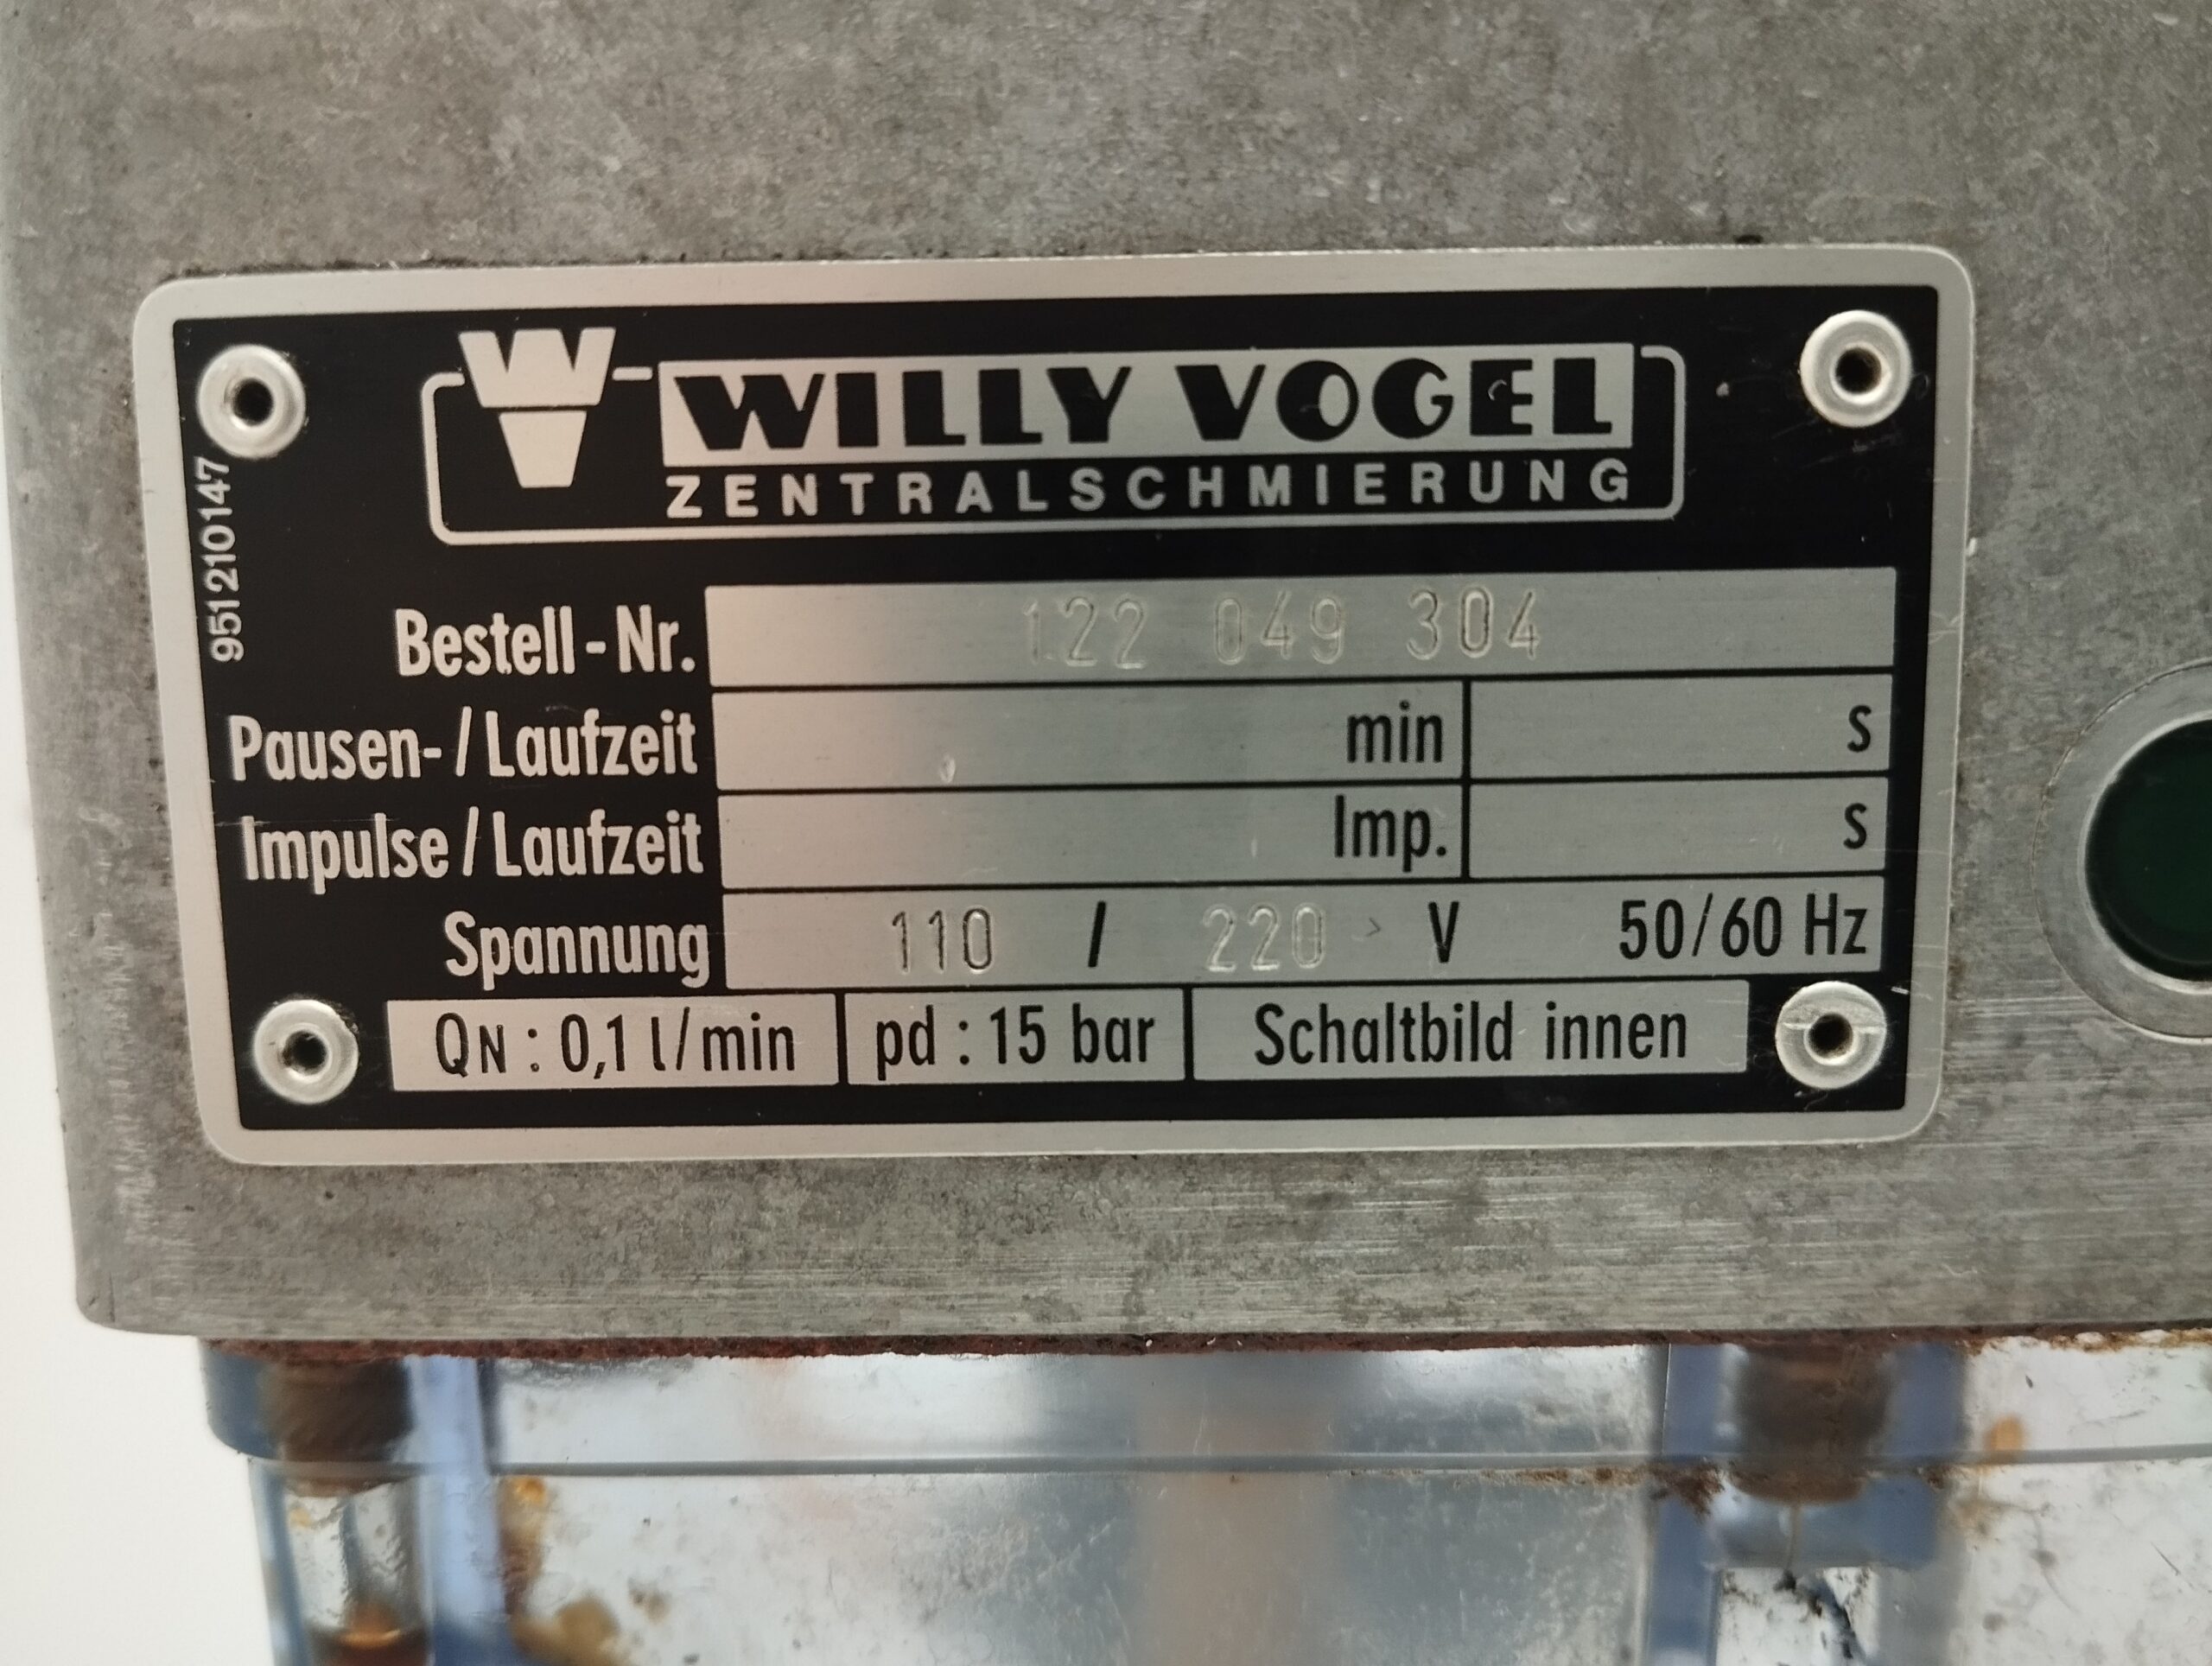 WILLY VOGEL
ZENTRALSCHMIERUNG
951210147
Bestell-Nr. 122 049 304
Pausen-/Laufzeit min s
Impulse/Laufzeit Imp. s
Spannung 110 / 220 V 50/60 Hz
QN: 0,1 l/min pd: 15 bar Schaltbild innen